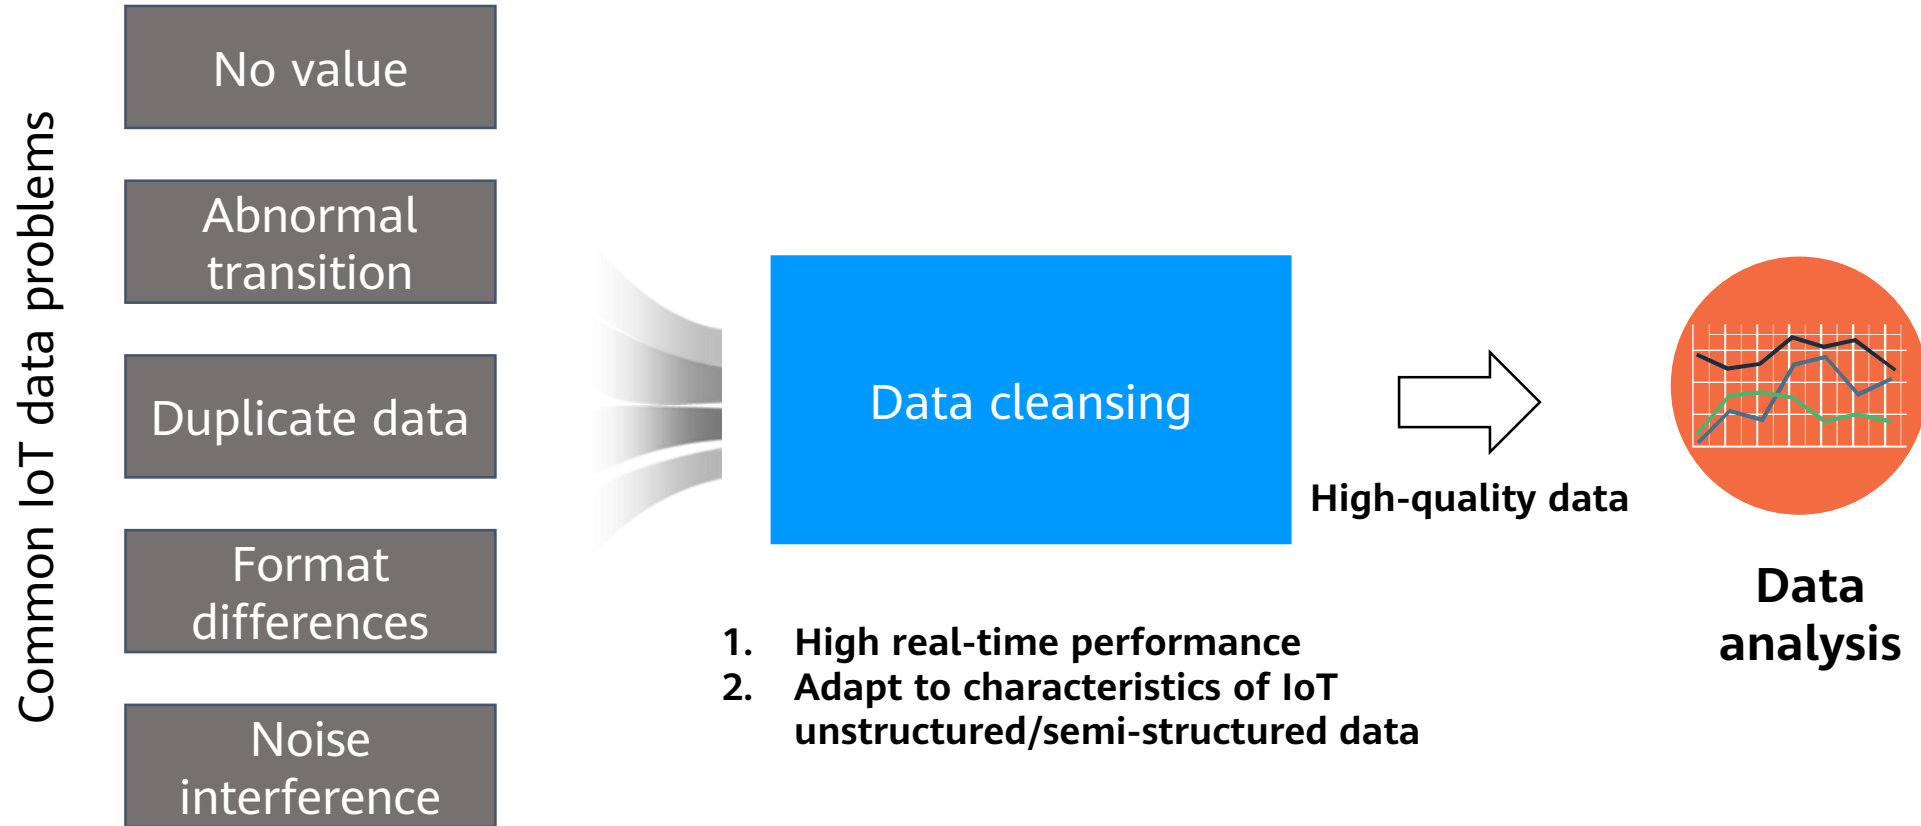 Common IoT data problems
No value
Abnormal
transition
Duplicate data
Format
differences
Noise
interference
Data cleansing
1. High real-time performance
2. Adapt to characteristics of IoT
unstructured/semi-structured data
High-quality data
Data
analysis